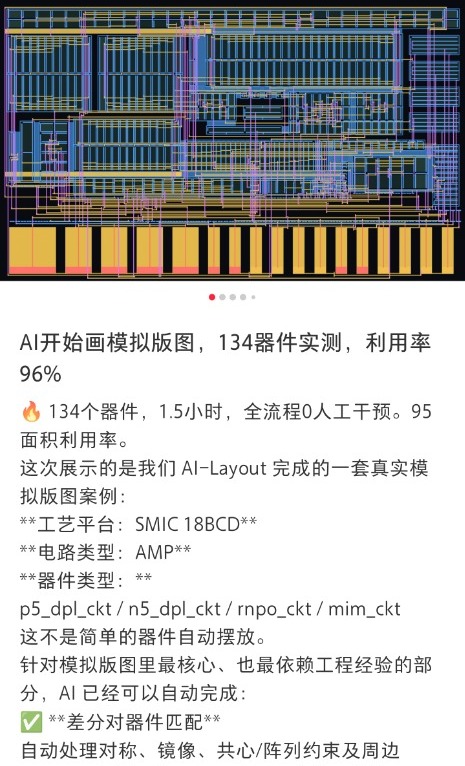 AI开始画模拟版图，134器件实测，利用率
96%
🔥 134个器件，1.5小时，全流程0人工干预。95
面积利用率。
这次展示的是我们 AI-Layout 完成的一套真实模
拟版图案例：
**工艺平台：SMIC 18BCD**
**电路类型：AMP**
**器件类型：**
p5_dpl_ckt / n5_dpl_ckt / rnpo_ckt / mim_ckt
这不是简单的器件自动摆放。
针对模拟版图里最核心、也最依赖工程经验的部
分，AI 已经可以自动完成：
✅ **差分对器件匹配**
自动处理对称、镜像、共心/阵列约束及周边